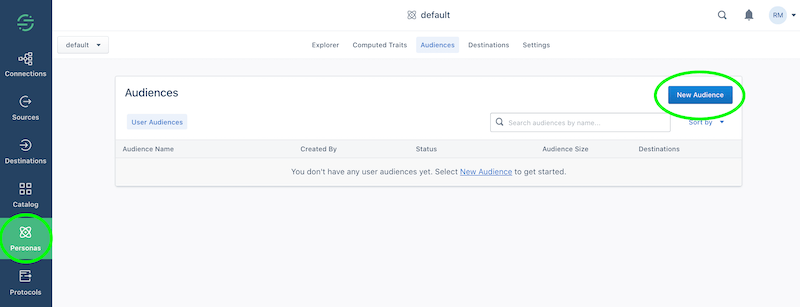 default
RM
default
Explorer Computed Traits Audiences Destinations Settings
Connections
Sources
Destinations
Catalog
Personas
Protocols
Audiences
New Audience
User Audiences
Search audiences by name...
Sort by
Audience Name Created By Status Audience Size Destinations
You don't have any user audiences yet. Select New Audience to get started.